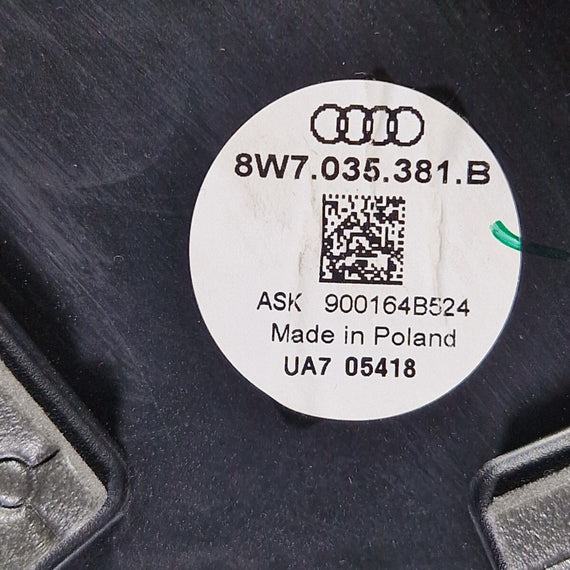 8W7.035.381.B
ASK 900164B524
Made in Poland
UA7 05418